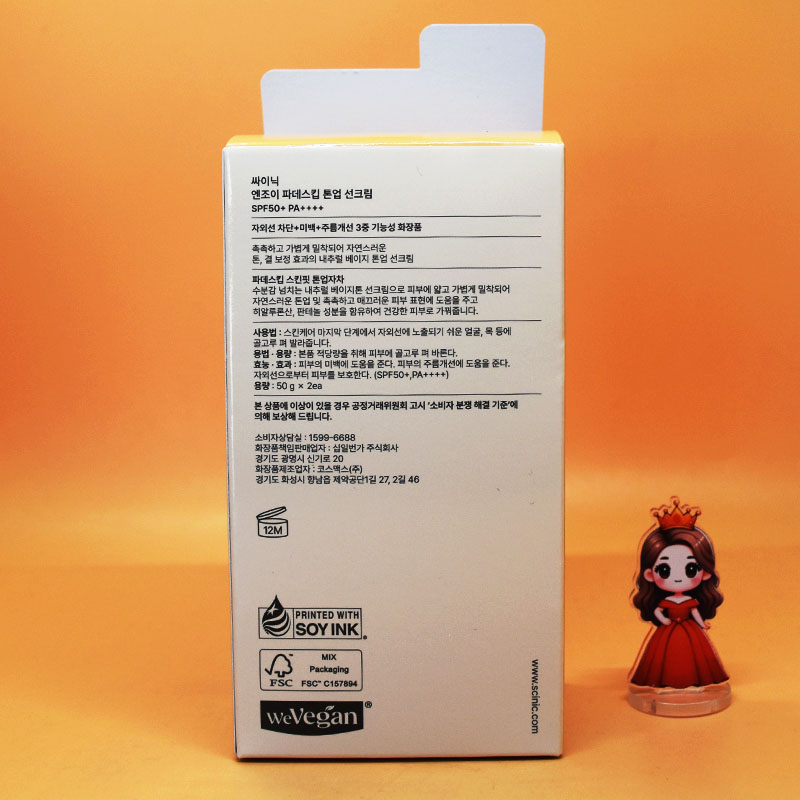 싸이닉
엔조이 파데스킵 톤업 선크림
SPF50+ PA++++
자외선 차단+미백+주름개선 3중 기능성 화장품
촉촉하고 가볍게 밀착되어 자연스러운
톤, 결 보정 효과의 내추럴 베이지 톤업 선크림
파데스킵 스킨핏 톤업자차
수분감 넘치는 내추럴 베이지톤 선크림으로 피부에 얇고 가볍게 밀착되어
자연스러운 톤업 및 촉촉하고 매끄러운 피부 표현에 도움을 주고
히알루론산, 판테놀 성분을 함유하여 건강한 피부로 가꿔줍니다.
사용법 : 스킨케어 마지막 단계에서 자외선에 노출되기 쉬운 얼굴, 목 등에
골고루 펴 발라줍니다.
용법 · 용량 : 본품 적당량을 취해 피부에 골고루 펴 바른다.
효능 · 효과 : 피부의 미백에 도움을 준다. 피부의 주름개선에 도움을 준다.
자외선으로부터 피부를 보호한다. (SPF50+,PA++++)
용량 : 50 g × 2ea
본 상품에 이상이 있을 경우 공정거래위원회 고시 '소비자 분쟁 해결 기준'에
의해 보상해 드립니다.
소비자상담실 : 1599-6688
화장품책임판매업자 : 십일번가 주식회사
경기도 광명시 신기로 20
화장품제조업자 : 코스맥스(주)
경기도 화성시 향남읍 제약공단1길 27, 2길 46
12M
PRINTED WITH
SOY INK®
MIX
Packaging
FSC™ C157894
FSC
weVegan®
www.scinic.com